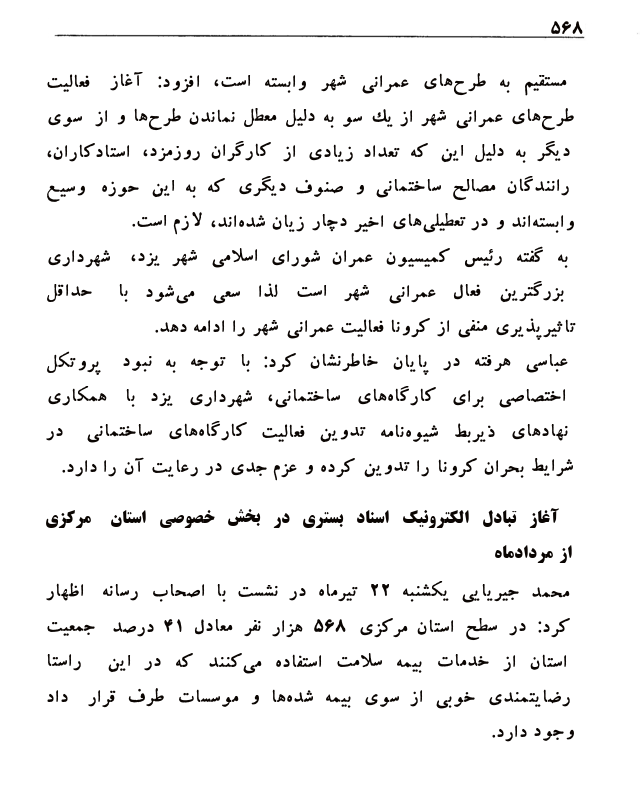 ۵۶۸
مستقیم به طرح‌های عمرانی شهر وابسته است، افزود: آغاز فعالیت
طرح‌های عمرانی شهر از یك سو به دلیل معطل نماندن طرح‌ها و از سوی
دیگر به دلیل این که تعداد زیادی از کارگران روزمزد، استادکاران،
رانندگان مصالح ساختمانی و صنوف دیگری که به این حوزه وسیع
وابسته‌اند و در تعطیلی‌های اخیر دچار زیان شده‌اند، لازم است.
به گفته رئیس کمیسیون عمران شورای اسلامی شهر یزد، شهرداری
بزرگترین فعال عمرانی شهر است لذا سعی می‌شود با حداقل
تاثیرپذیری منفی از کرونا فعالیت عمرانی شهر را ادامه دهد.
عباسی هرفته در پایان خاطرنشان کرد: با توجه به نبود پروتکل
اختصاصی برای کارگاه‌های ساختمانی، شهرداری یزد با همکاری
نهادهای ذیربط شیوه‌نامه تدوین فعالیت کارگاه‌های ساختمانی در
شرایط بحران کرونا را تدوین کرده و عزم جدی در رعایت آن را دارد.
آغاز تبادل الکترونیک اسناد بستری در بخش خصوصی استان مرکزی
از مردادماه
محمد جیریایی یکشنبه ۲۲ تیرماه در نشست با اصحاب رسانه اظهار
کرد: در سطح استان مرکزی ۵۶۸ هزار نفر معادل ۴۱ درصد جمعیت
استان از خدمات بیمه سلامت استفاده می‌کنند که در این راستا
رضایتمندی خوبی از سوی بیمه شده‌ها و موسسات طرف قرار داد
وجود دارد.